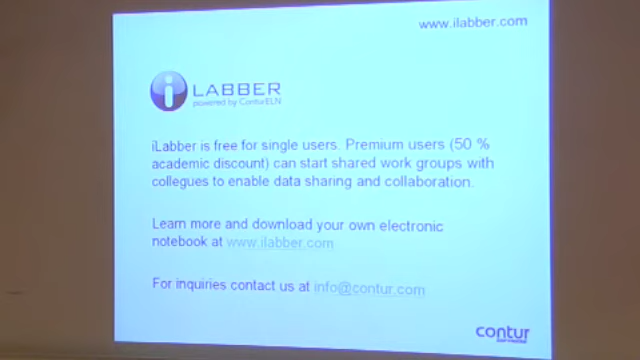 www.ilabber.com
i LABBER
powered by ConturELN
iLabber is free for single users. Premium users (50 %
academic discount) can start shared work groups with
collegues to enable data sharing and collaboration.
Learn more and download your own electronic
notebook at www.ilabber.com
For inquiries contact us at info@contur.com
contur
SOFTWARE